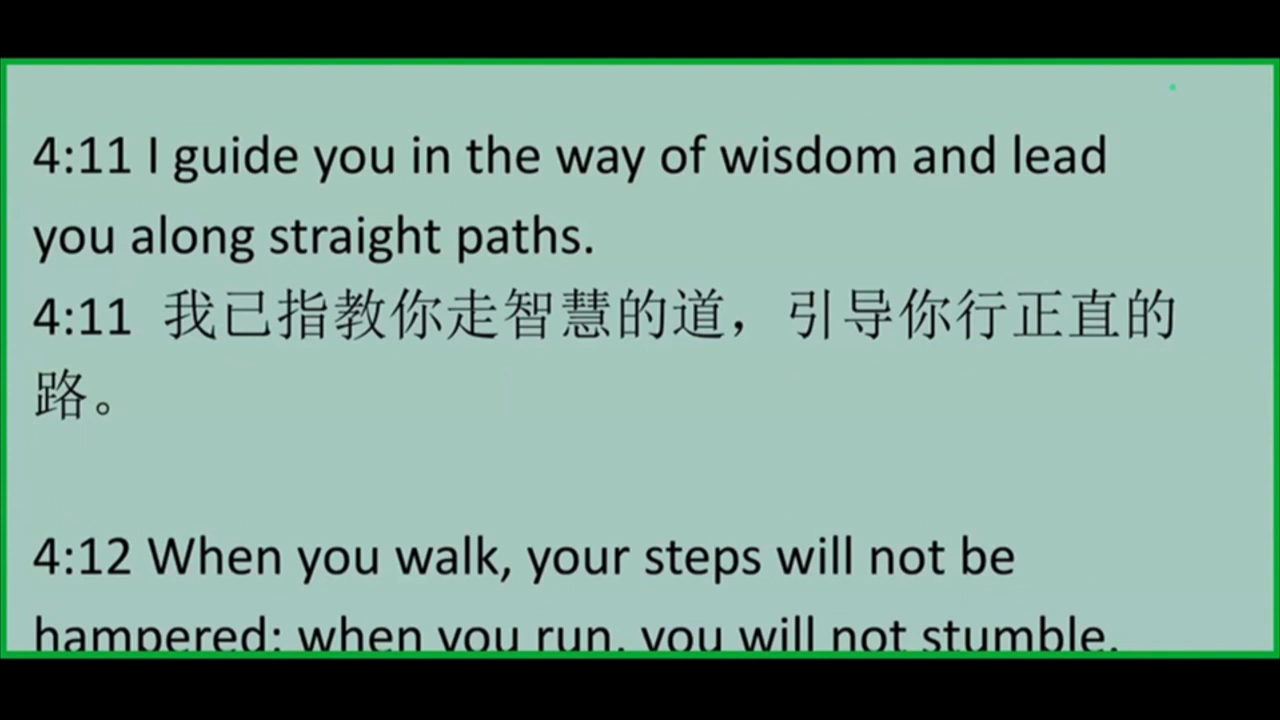 4:11 I guide you in the way of wisdom and lead
you along straight paths.
4:11 我已指教你走智慧的道，引导你行正直的
路。
4:12 When you walk, your steps will not be
hampered; when you run, you will not stumble.